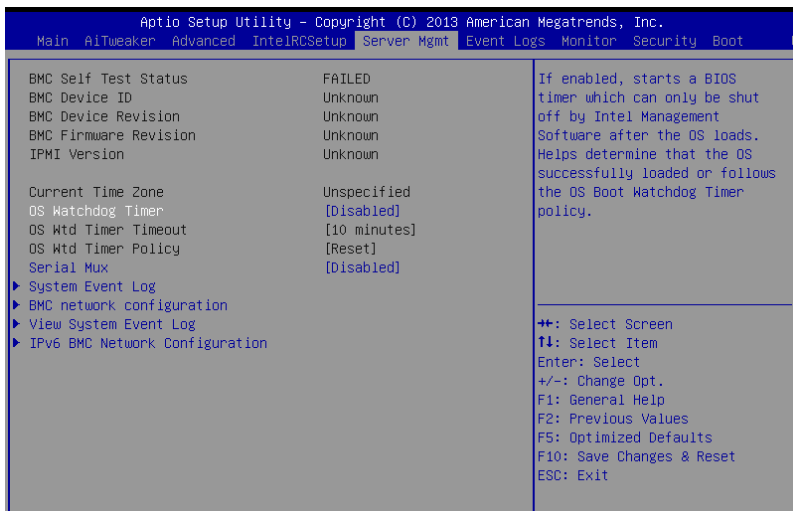 Aptio Setup Utility – Copyright (C) 2013 American Megatrends, Inc.
Main AiTweaker Advanced IntelRCSetup Server Mgmt Event Logs Monitor Security Boot
BMC Self Test Status FAILED
BMC Device ID Unknown
BMC Device Revision Unknown
BMC Firmware Revision Unknown
IPMI Version Unknown
Current Time Zone Unspecified
OS Watchdog Timer [Disabled]
OS Wtd Timer Timeout [10 minutes]
OS Wtd Timer Policy [Reset]
Serial Mux [Disabled]
System Event Log
BMC network configuration
View System Event Log
IPv6 BMC Network Configuration
If enabled, starts a BIOS
timer which can only be shut
off by Intel Management
Software after the OS loads.
Helps determine that the OS
successfully loaded or follows
the OS Boot Watchdog Timer
policy.
→←: Select Screen
↑↓: Select Item
Enter: Select
+/-: Change Opt.
F1: General Help
F2: Previous Values
F5: Optimized Defaults
F10: Save Changes & Reset
ESC: Exit